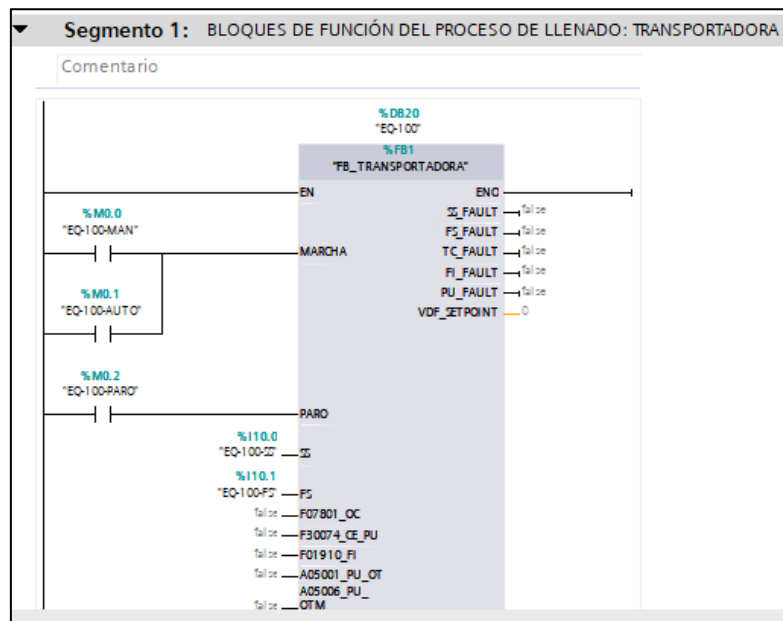 Segmento 1: BLOQUES DE FUNCIÓN DEL PROCESO DE LLENADO: TRANSPORTADORA
Comentario
%DB20
"EQ-100"
%FB1
"FB_TRANSPORTADORA"
EN ENO
%M0.0
"EQ-100-MAN"
MARCHA
SS_FAULT false
FS_FAULT false
TC_FAULT false
FI_FAULT false
PU_FAULT false
VDF_SETPOINT 0
%M0.1
"EQ-100-AUTO"
%M0.2
"EQ-100-PARO"
PARO
%I10.0
"EQ-100-SS" SS
%I10.1
"EQ-100-FS" FS
false F07801_OC
false F30074_CE_PU
false F01910_FI
false A05001_PU_OT
A05006_PU_
false OTM